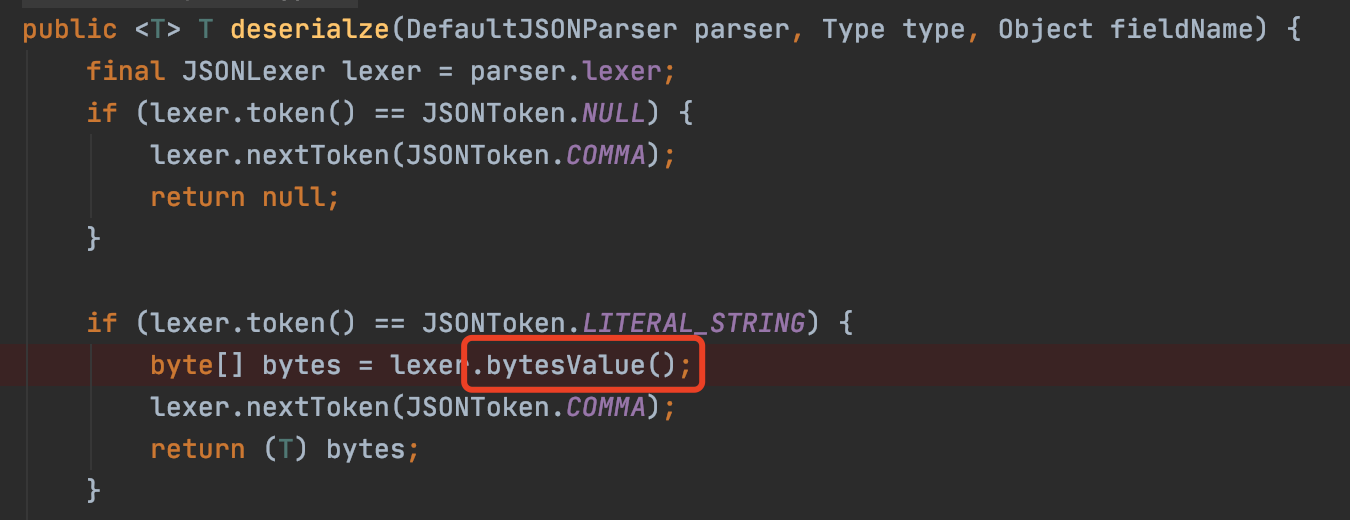 public <T> T deserialze(DefaultJSONParser parser, Type type, Object fieldName) {
final JSONLexer lexer = parser.lexer;
if (lexer.token() == JSONToken.NULL) {
lexer.nextToken(JSONToken.COMMA);
return null;
}
if (lexer.token() == JSONToken.LITERAL_STRING) {
byte[] bytes = lexer.bytesValue();
lexer.nextToken(JSONToken.COMMA);
return (T) bytes;
}